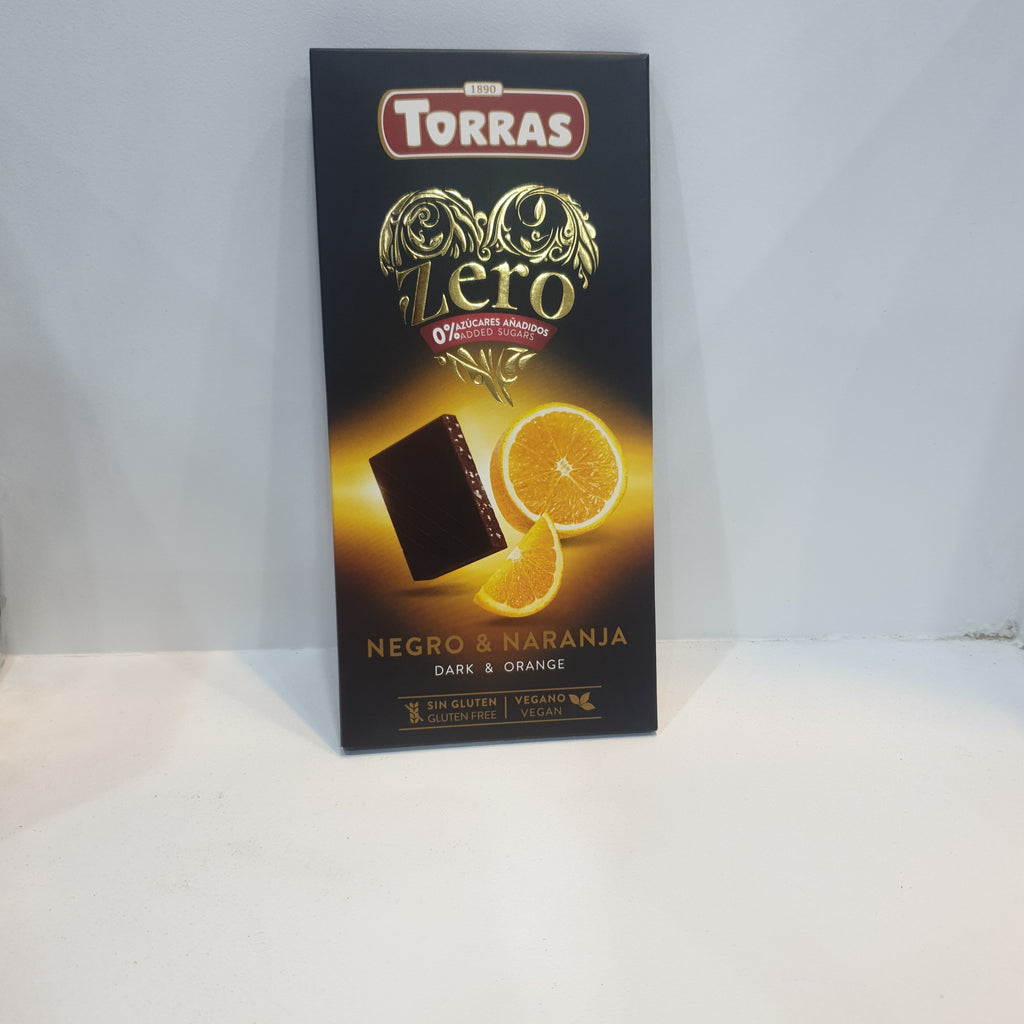 1890
TORRAS
Zero
0% AZÚCARES AÑADIDOS
ADDED SUGARS
NEGRO & NARANJA
DARK & ORANGE
SIN GLUTEN | VEGANO
GLUTEN FREE | VEGAN